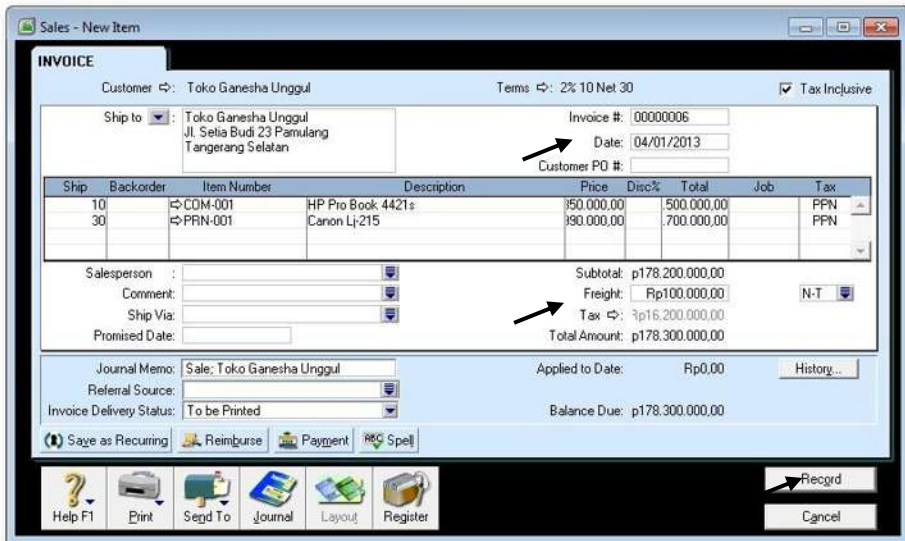 Sales - New Item
INVOICE
Customer ⇨: Toko Ganesha Unggul Terms ⇨: 2% 10 Net 30 Tax Inclusive
Ship to : Toko Ganesha Unggul
Jl. Setia Budi 23 Pamulang
Tangerang Selatan
Invoice #: 00000006
Date: 04/01/2013
Customer PO #:
Ship Backorder Item Number Description Price Disc% Total Job Tax
10 ⇨COM-001 HP Pro Book 4421s 350.000,00 .500.000,00 PPN
30 ⇨PRN-001 Canon Lj-215 390.000,00 .700.000,00 PPN
Salesperson : Subtotal: p178.200.000,00
Comment: Freight: Rp100.000,00 N-T
Ship Via: Tax ⇨: Rp16.200.000,00
Promised Date: Total Amount: p178.300.000,00
Journal Memo: Sale; Toko Ganesha Unggul Applied to Date: Rp0,00 History...
Referral Source:
Invoice Delivery Status: To be Printed Balance Due: p178.300.000,00
Save as Recurring Reimburse Payment ABC Spell
Help F1 Print Send To Journal Layout Register
Record
Cancel